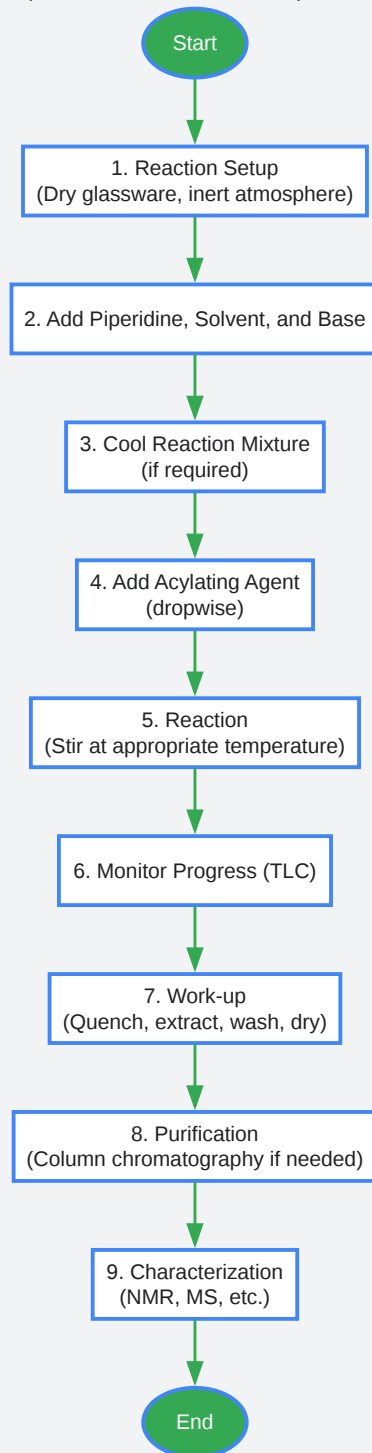 Start
1. Reaction Setup
(Dry glassware, inert atmosphere)
2. Add Piperidine, Solvent, and Base
3. Cool Reaction Mixture
(if required)
4. Add Acylating Agent
(dropwise)
5. Reaction
(Stir at appropriate temperature)
6. Monitor Progress (TLC)
7. Work-up
(Quench, extract, wash, dry)
8. Purification
(Column chromatography if needed)
9. Characterization
(NMR, MS, etc.)
End